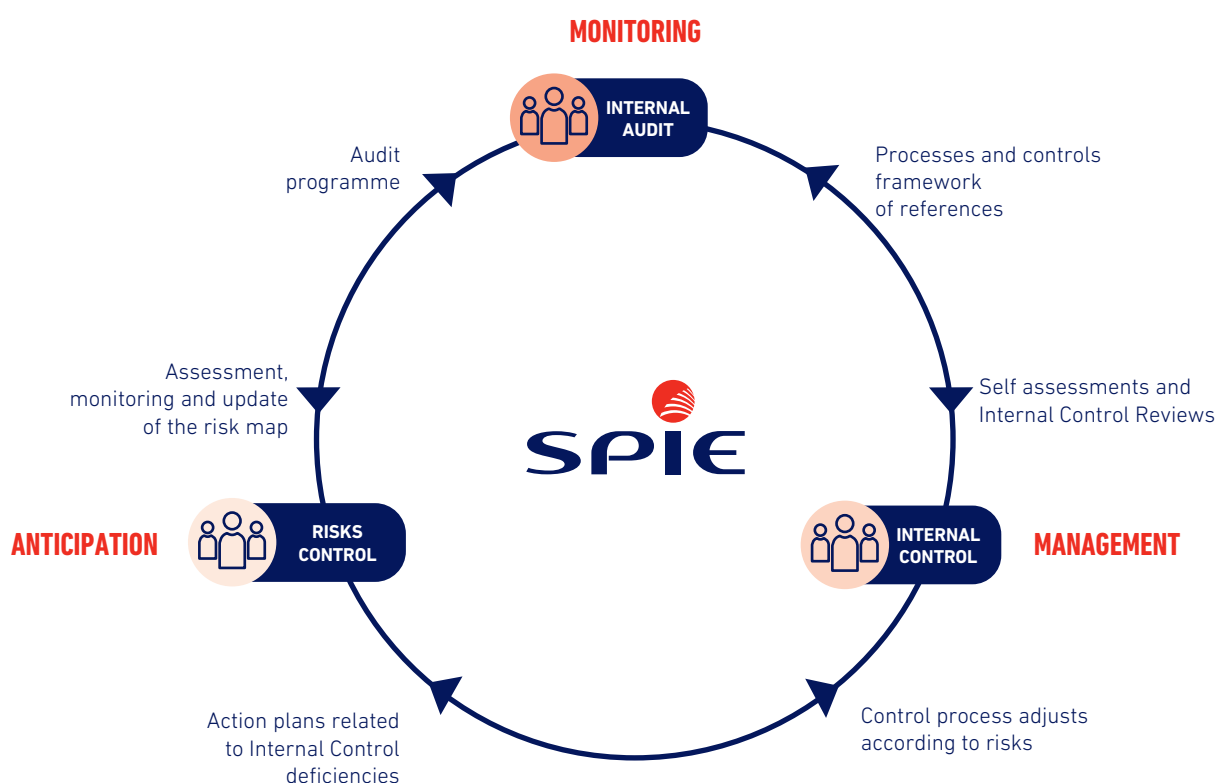 MONITORING
INTERNAL
AUDIT
Audit
programme
Processes and controls
framework
of references
Assessment,
monitoring and update
of the risk map
Self assessments and
Internal Control Reviews
SPIE
ANTICIPATION
RISKS
CONTROL
INTERNAL
CONTROL
MANAGEMENT
Action plans related
to Internal Control
deficiencies
Control process adjusts
according to risks